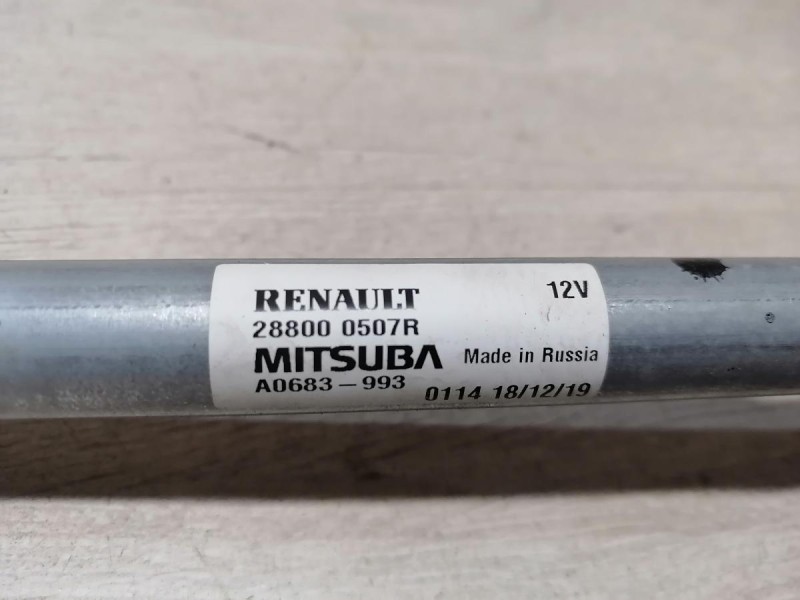 RENAULT
12V
28800 0507R
MITSUBA Made in Russia
A0683-993
0114 18/12/19